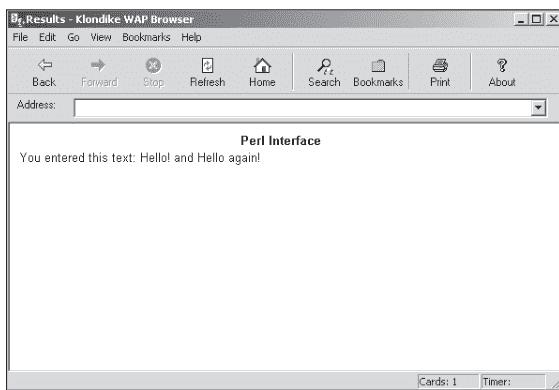 Results - Klondike WAP Browser
File Edit Go View Bookmarks Help
Back Forward Stop Refresh Home Search Bookmarks Print About
Address:
Perl Interface
You entered this text: Hello! and Hello again!
Cards: 1 Timer: